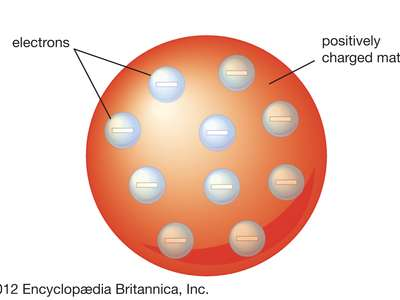 electrons
positively
charged mat
012 Encyclopædia Britannica, Inc.